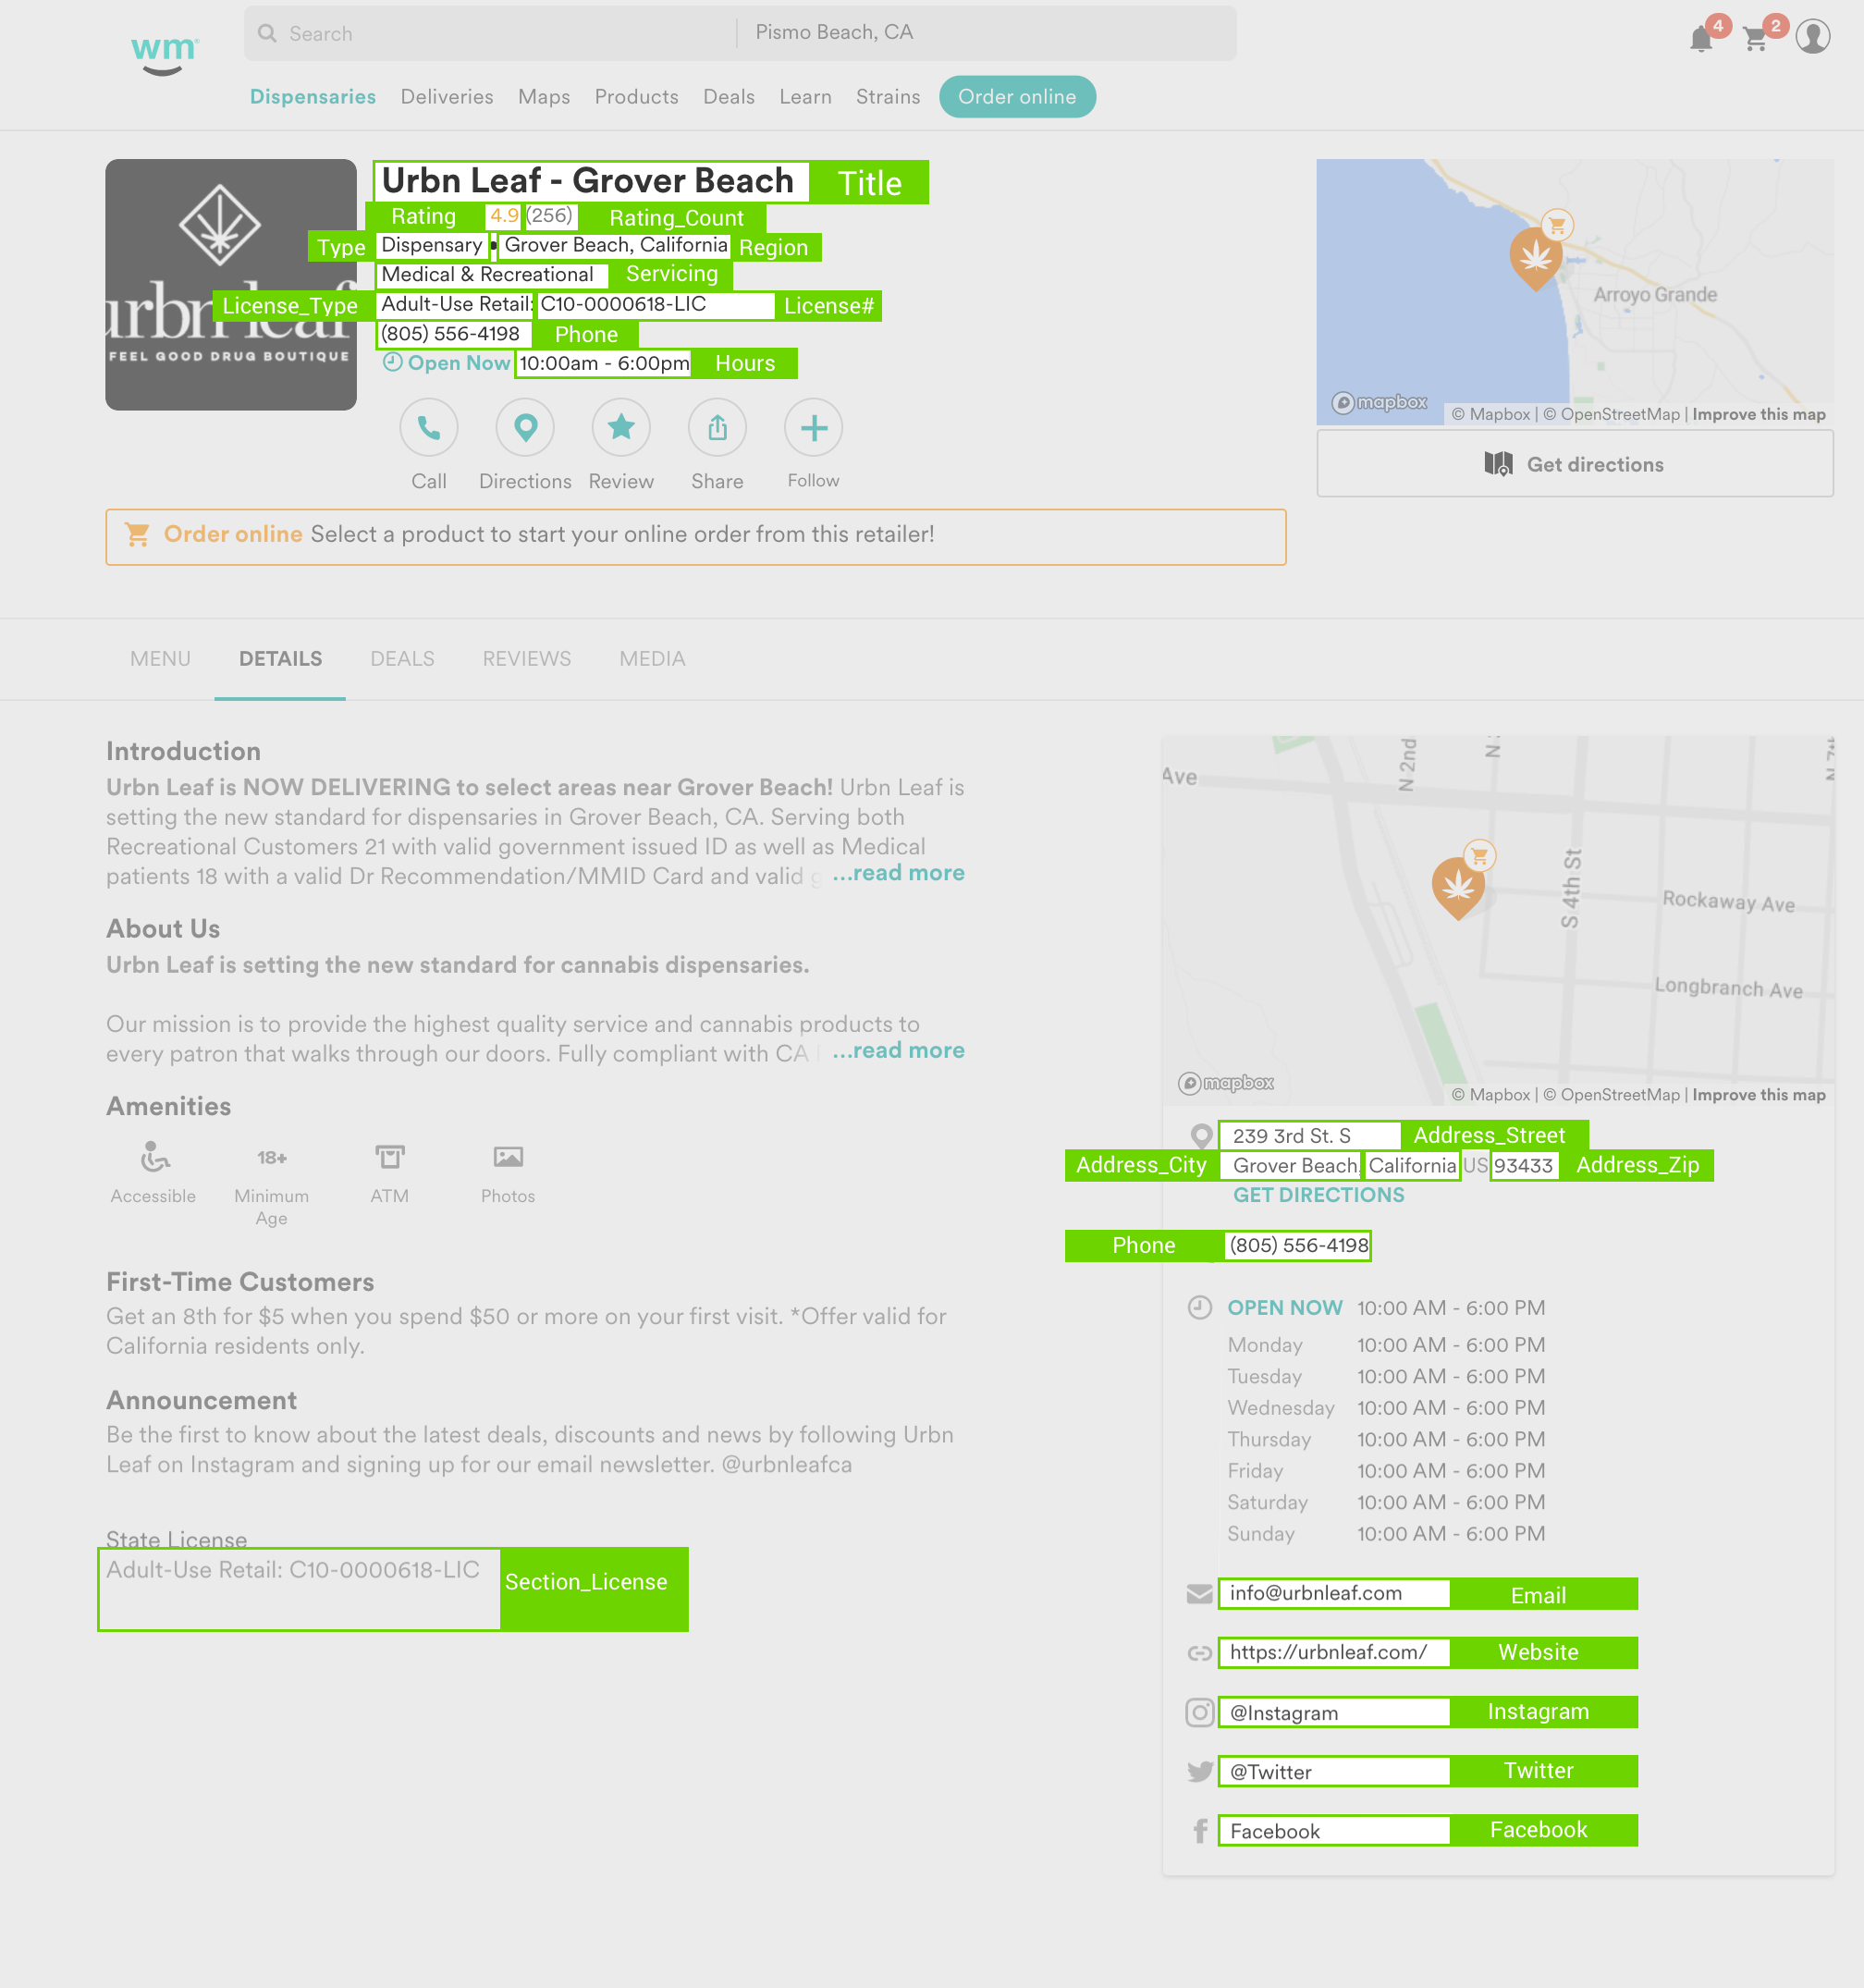 wm
Search
Pismo Beach, CA
4
2
Dispensaries Deliveries Maps Products Deals Learn Strains Order online
urbn leaf
FEEL GOOD DRUG BOUTIQUE
Urbn Leaf - Grover Beach Title
Rating 4.9 (256) Rating_Count
Type Dispensary • Grover Beach, California Region
Medical & Recreational Servicing
License_Type Adult-Use Retail: C10-0000618-LIC License#
(805) 556-4198 Phone
Open Now 10:00am - 6:00pm Hours
Call Directions Review Share Follow
Arroyo Grande
mapbox
© Mapbox | © OpenStreetMap | Improve this map
Get directions
Order online Select a product to start your online order from this retailer!
MENU DETAILS DEALS REVIEWS MEDIA
Introduction
Urbn Leaf is NOW DELIVERING to select areas near Grover Beach! Urbn Leaf is
setting the new standard for dispensaries in Grover Beach, CA. Serving both
Recreational Customers 21 with valid government issued ID as well as Medical
patients 18 with a valid Dr Recommendation/MMID Card and valid g ...read more
About Us
Urbn Leaf is setting the new standard for cannabis dispensaries.
Our mission is to provide the highest quality service and cannabis products to
every patron that walks through our doors. Fully compliant with CA ...read more
Amenities
18+
Accessible Minimum Age ATM Photos
First-Time Customers
Get an 8th for $5 when you spend $50 or more on your first visit. *Offer valid for
California residents only.
Announcement
Be the first to know about the latest deals, discounts and news by following Urbn
Leaf on Instagram and signing up for our email newsletter. @urbnleafca
State License
Adult-Use Retail: C10-0000618-LIC Section_License
Ave
N 2nd
S 4th St
Rockaway Ave
Longbranch Ave
mapbox
© Mapbox | © OpenStreetMap | Improve this map
239 3rd St. S Address_Street
Address_City Grover Beach, California US 93433 Address_Zip
GET DIRECTIONS
Phone (805) 556-4198
OPEN NOW 10:00 AM - 6:00 PM
Monday 10:00 AM - 6:00 PM
Tuesday 10:00 AM - 6:00 PM
Wednesday 10:00 AM - 6:00 PM
Thursday 10:00 AM - 6:00 PM
Friday 10:00 AM - 6:00 PM
Saturday 10:00 AM - 6:00 PM
Sunday 10:00 AM - 6:00 PM
info@urbnleaf.com Email
https://urbnleaf.com/ Website
@Instagram Instagram
@Twitter Twitter
Facebook Facebook